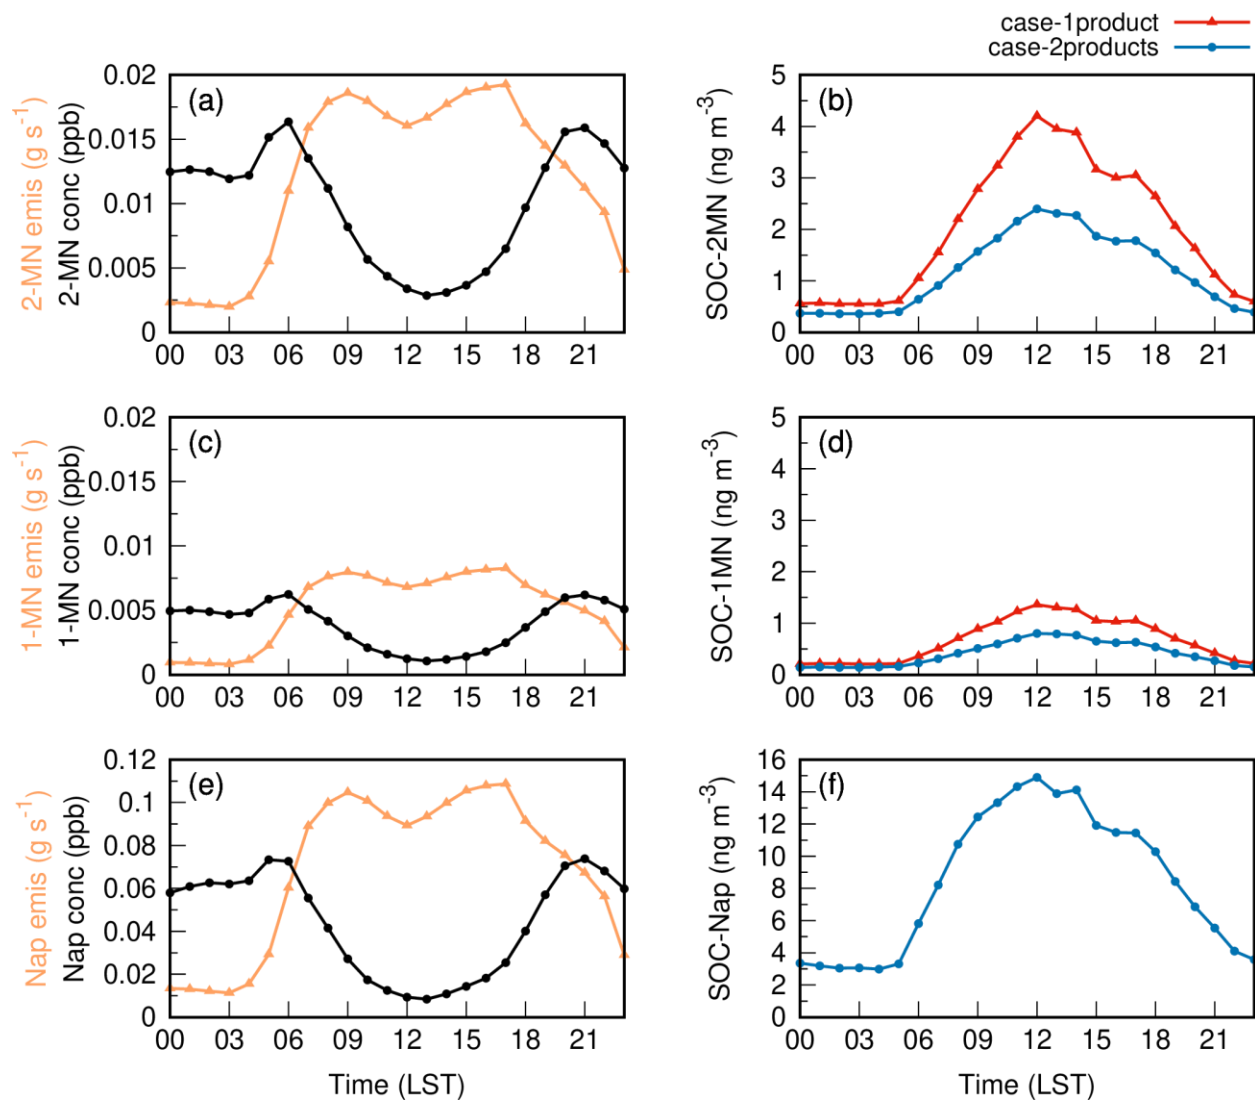 case-1product
case-2products
(a)
2-MN emis (g s⁻¹)
2-MN conc (ppb)
0.02
0.015
0.01
0.005
0
00 03 06 09 12 15 18 21
(b)
SOC-2MN (ng m⁻³)
5
4
3
2
1
0
00 03 06 09 12 15 18 21
(c)
1-MN emis (g s⁻¹)
1-MN conc (ppb)
0.02
0.015
0.01
0.005
0
00 03 06 09 12 15 18 21
(d)
SOC-1MN (ng m⁻³)
5
4
3
2
1
0
00 03 06 09 12 15 18 21
(e)
Nap emis (g s⁻¹)
Nap conc (ppb)
0.12
0.1
0.08
0.06
0.04
0.02
0
00 03 06 09 12 15 18 21
Time (LST)
(f)
SOC-Nap (ng m⁻³)
16
14
12
10
8
6
4
2
0
00 03 06 09 12 15 18 21
Time (LST)